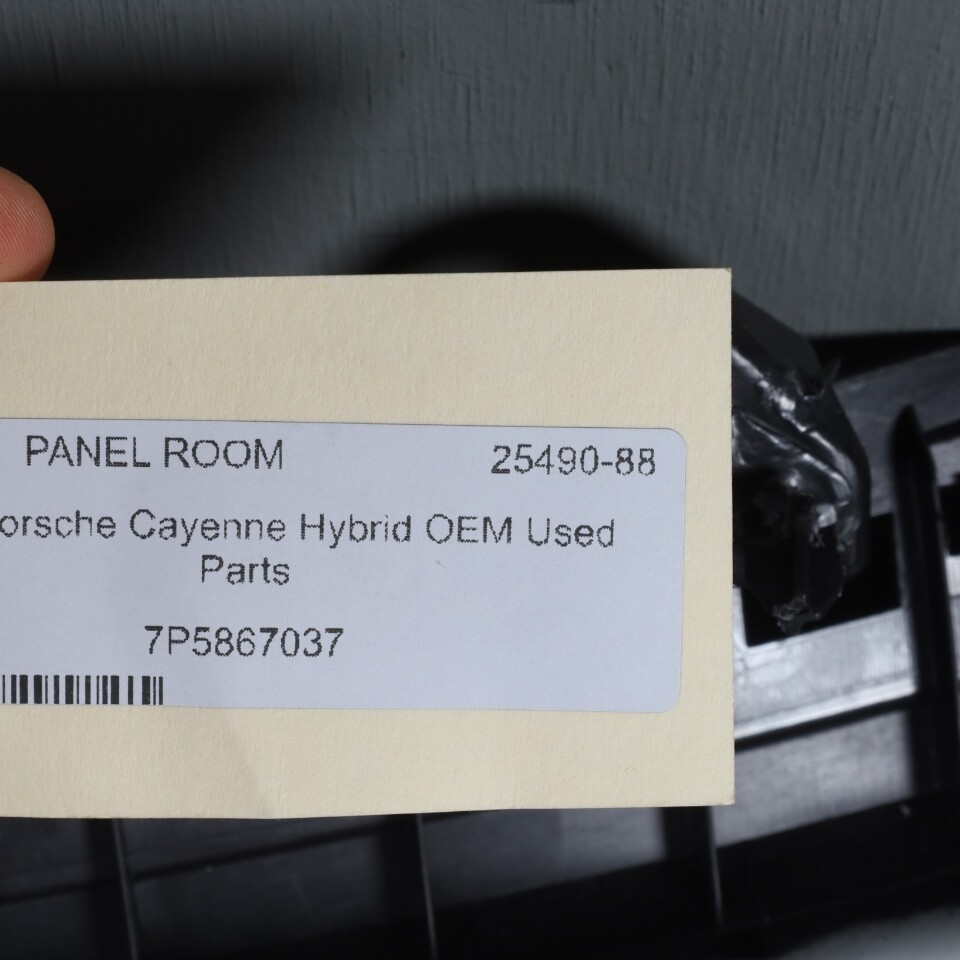 PANEL ROOM 25490-88
orsche Cayenne Hybrid OEM Used
Parts
7P5867037